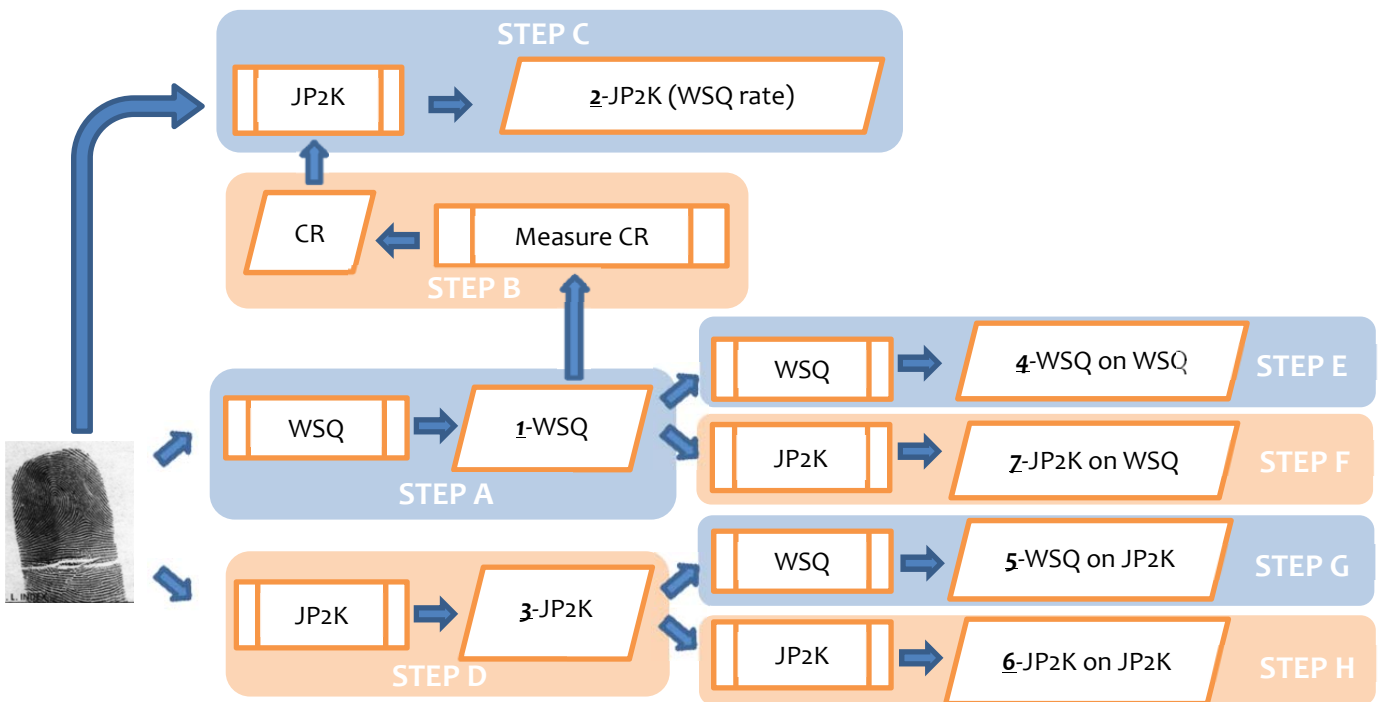 STEP C
JP2K
2-JP2K (WSQ rate)
CR
Measure CR
STEP B
WSQ
4-WSQ on WSQ
STEP E
WSQ
1-WSQ
STEP A
JP2K
7-JP2K on WSQ
STEP F
WSQ
5-WSQ on JP2K
STEP G
JP2K
3-JP2K
STEP D
JP2K
6-JP2K on JP2K
STEP H
L. INDEX